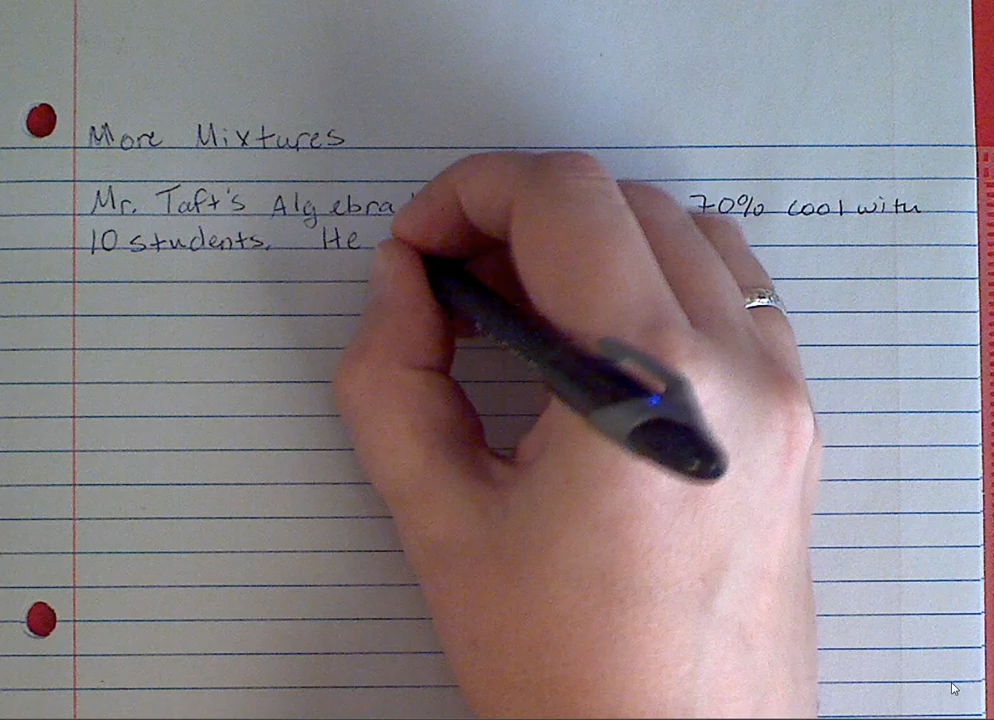 More Mixtures
Mr. Taft's Algebra 70% cool with
10 students. He